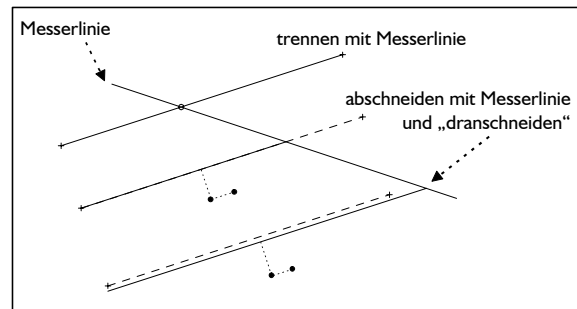 Messerlinie
trennen mit Messerlinie
abschneiden mit Messerlinie
und „dranschneiden“